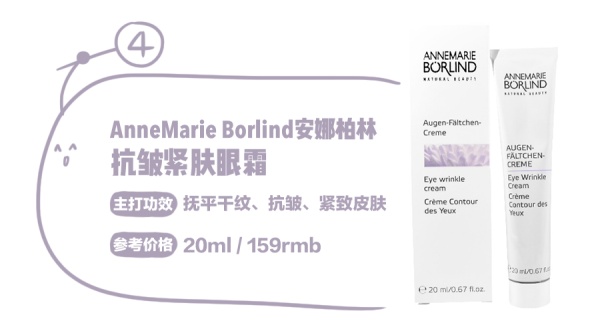 4
AnneMarie Borlind安娜柏林
抗皱紧肤眼霜
主打功效 抚平干纹、抗皱、紧致皮肤
参考价格 20ml / 159rmb
ANNEMARIE
BÖRLIND
NATURAL BEAUTY
Augen-Fältchen-
Creme
Eye wrinkle
cream
Crème Contour
des Yeux
℮ 20 ml/0.67 fl.oz.
ANNEMARIE
BÖRLIND
NATURAL BEAUTY
AUGEN-
FÄLTCHEN-
CREME
Eye Wrinkle
Cream
Crème
Contour des
Yeux
20 ml/0.67 fl.oz.